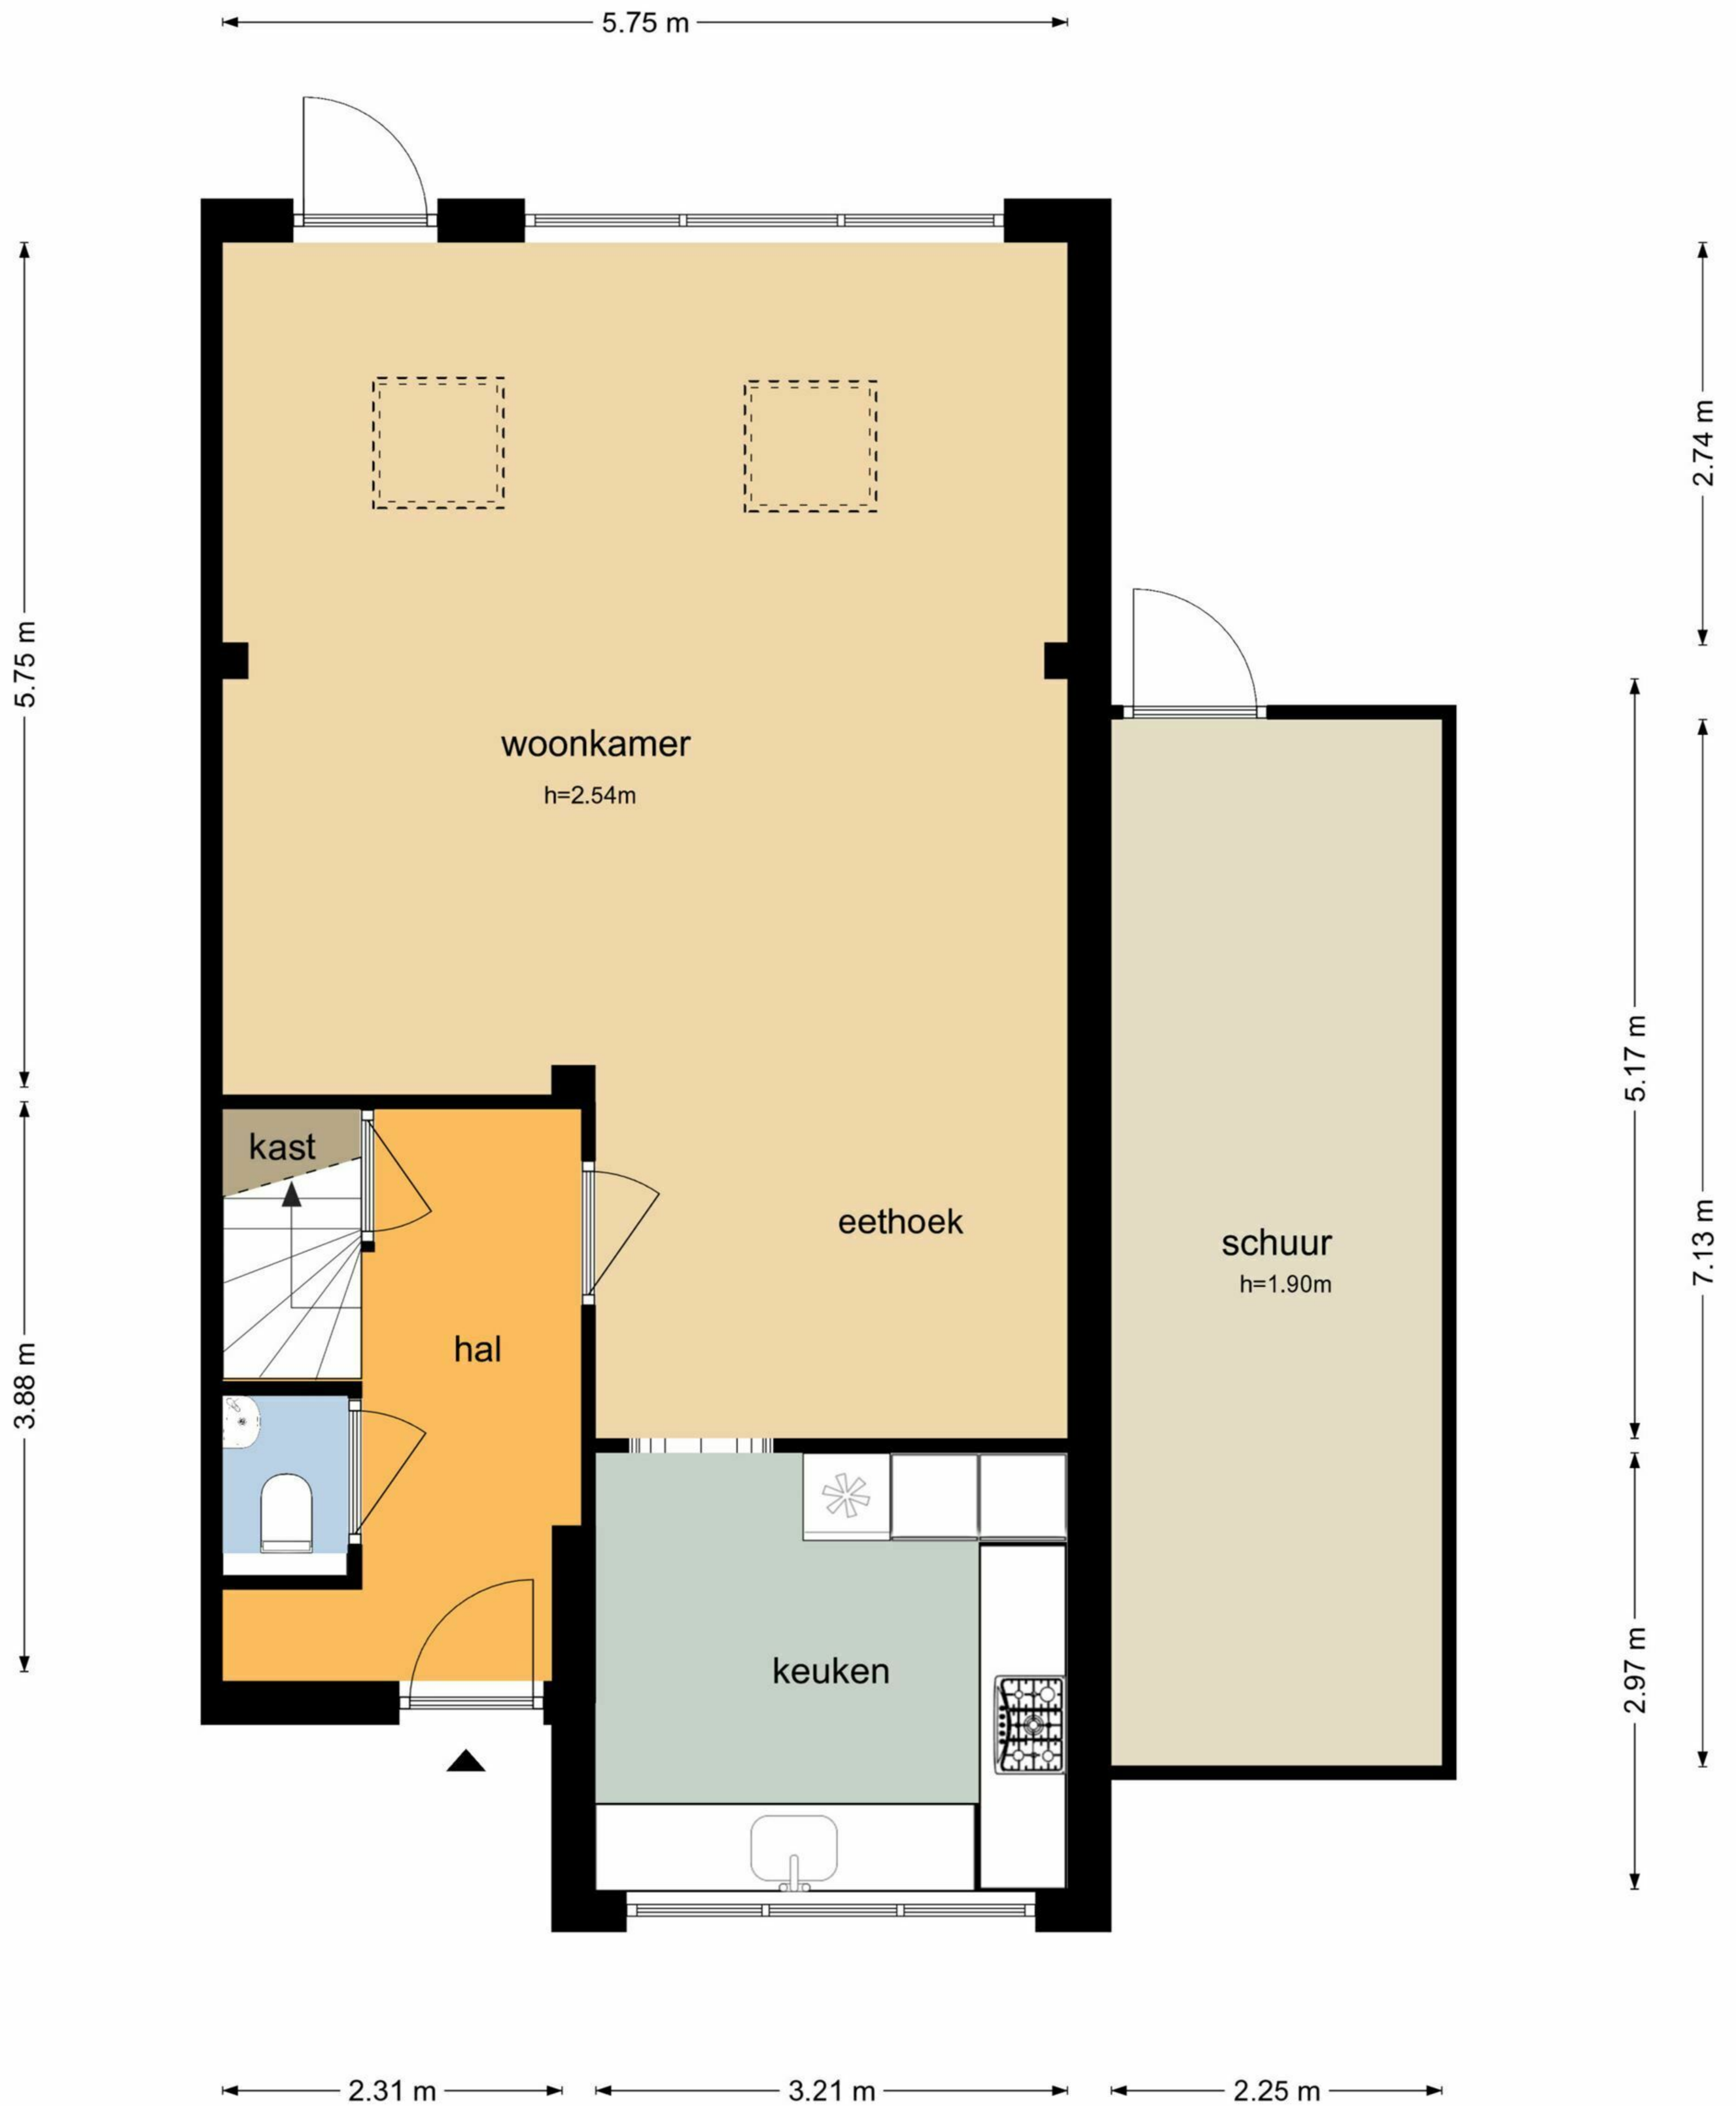 5.75 m
2.74 m
5.75 m
woonkamer
h=2.54m
5.17 m
kast
eethoek
schuur
h=1.90m
7.13 m
hal
3.88 m
keuken
2.97 m
2.31 m
3.21 m
2.25 m